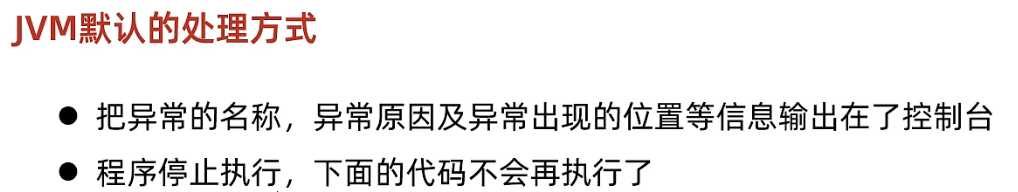 JVM默认的处理方式
● 把异常的名称，异常原因及异常出现的位置等信息输出在了控制台
● 程序停止执行，下面的代码不会再执行了